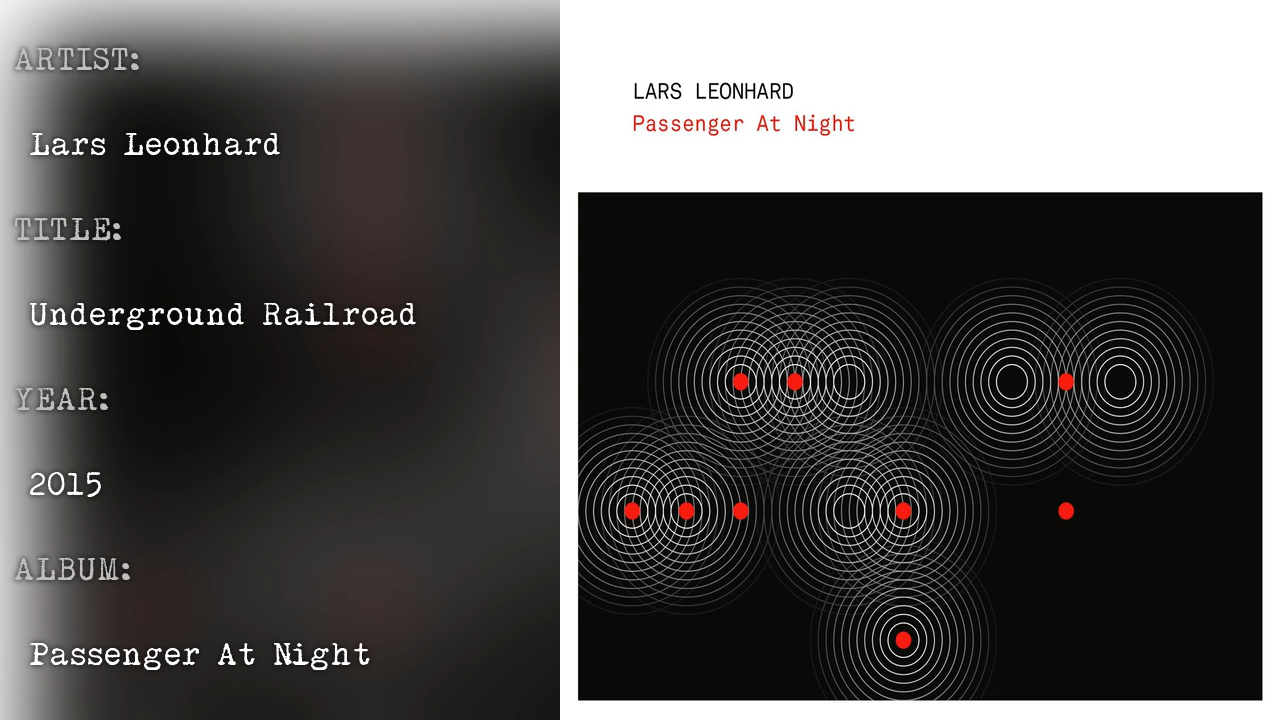 ARTIST:
Lars Leonhard
TITLE:
Underground Railroad
YEAR:
2015
ALBUM:
Passenger At Night
LARS LEONHARD
Passenger At Night